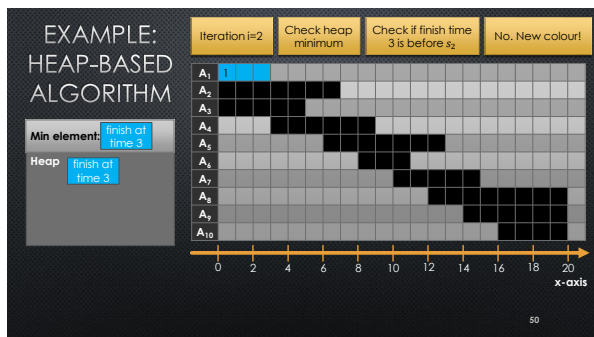 EXAMPLE:
HEAP-BASED
ALGORITHM
Iteration i=2
Check heap
minimum
Check if finish time
3 is before s₂
No. New colour!
Min element:
finish at
time 3
Heap
finish at
time 3
A₁ 1
A₂
A₃
A₄
A₅
A₆
A₇
A₈
A₉
A₁₀
0 2 4 6 8 10 12 14 16 18 20
x-axis
50